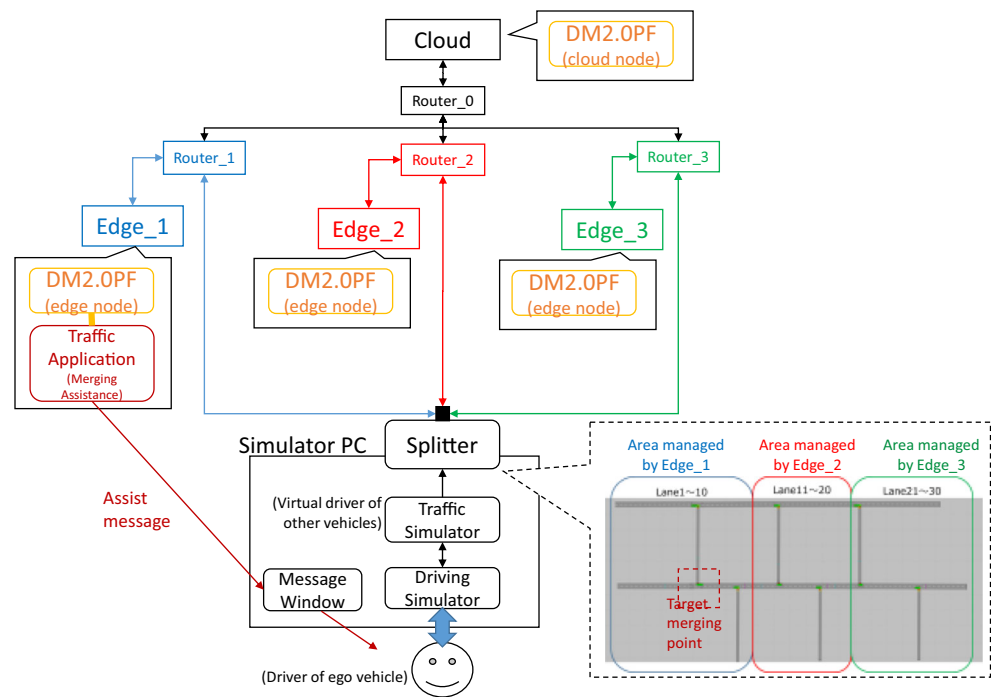 Cloud
DM2.0PF
(cloud node)
Router_0
Router_1
Router_2
Router_3
Edge_1
Edge_2
Edge_3
DM2.0PF
(edge node)
DM2.0PF
(edge node)
DM2.0PF
(edge node)
Traffic
Application
(Merging
Assistance)
Assist
message
Simulator PC
Splitter
(Virtual driver of
other vehicles)
Traffic
Simulator
Message
Window
Driving
Simulator
(Driver of ego vehicle)
Area managed
by Edge_1
Area managed
by Edge_2
Area managed
by Edge_3
Lane1～10
Lane11～20
Lane21～30
Target
merging
point